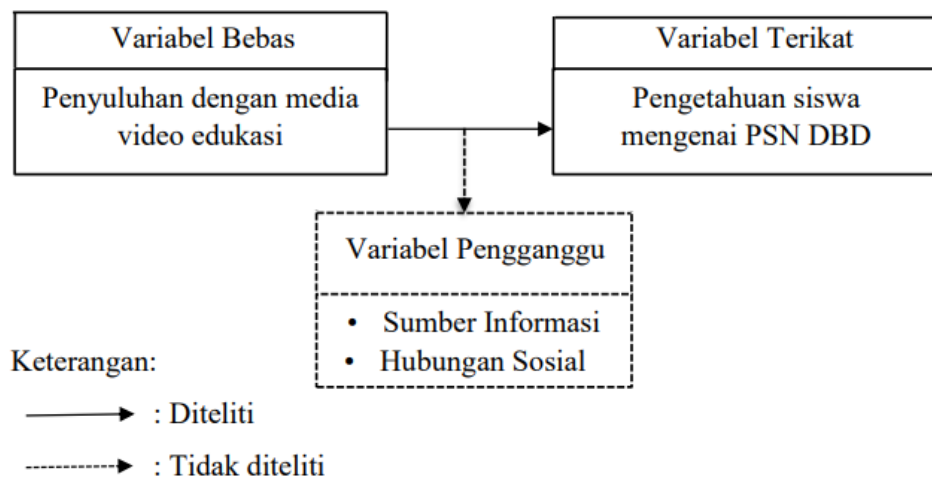 Variabel Bebas
Penyuluhan dengan media
video edukasi
Variabel Terikat
Pengetahuan siswa
mengenai PSN DBD
Variabel Pengganggu
• Sumber Informasi
• Hubungan Sosial
Keterangan:
: Diteliti
: Tidak diteliti